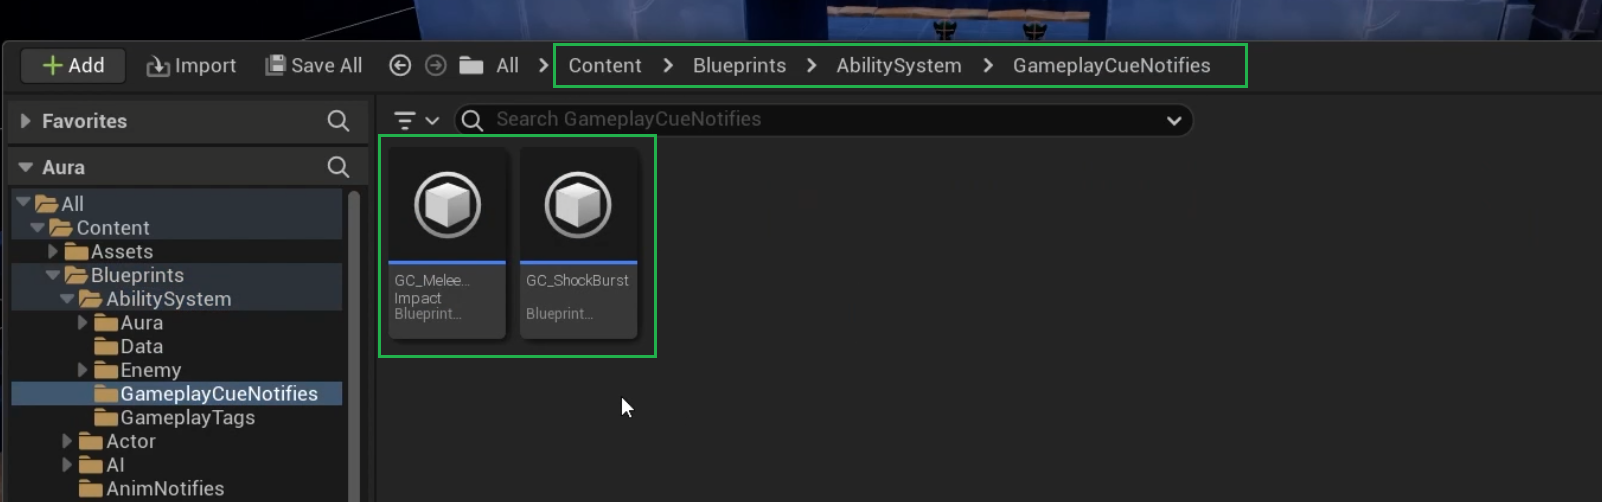 Add Import Save All All > Content > Blueprints > AbilitySystem > GameplayCueNotifies
Favorites
Search GameplayCueNotifies
Aura
All
Content
Assets
Blueprints
AbilitySystem
Aura
Data
Enemy
GameplayCueNotifies
GameplayTags
Actor
AI
AnimNotifies
GC_Melee...
Impact
Blueprint...
GC_ShockBurst
Blueprint...